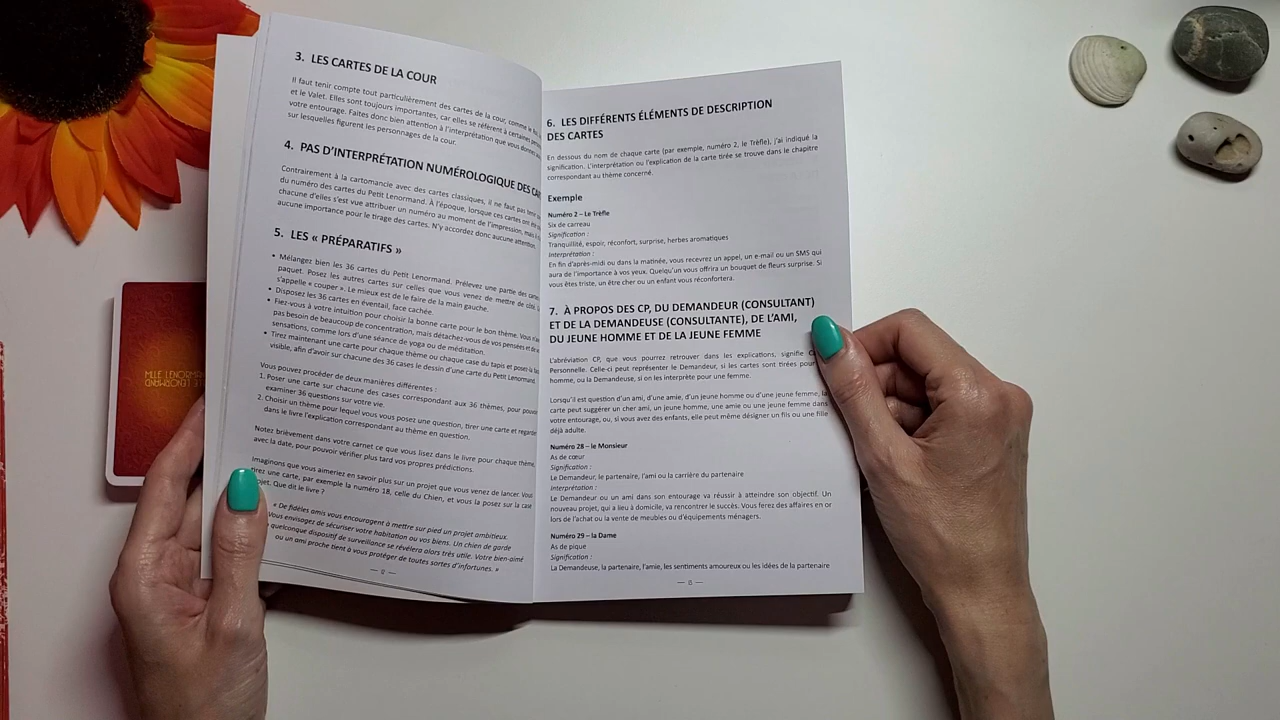 3. LES CARTES DE LA COUR
Il faut tenir compte tout particulièrement des cartes de la cour, comme le
et le Valet. Elles sont toujours importantes, car elles se réfèrent à certaines
votre entourage. Faites donc bien attention à l'interprétation que vous donnez
sur lesquelles figurent les personnages de la cour.
4. PAS D'INTERPRÉTATION NUMÉROLOGIQUE DES
Contrairement à la cartomancie avec des cartes classiques, il ne faut pas tenir
du numéro des cartes du Petit Lenormand. À l'époque, lorsque ces cartes ont été
chacune d'elles s'est vue attribuer un numéro au moment de l'impression, mais
aucune importance pour le tirage des cartes. N'y accordez donc aucune attention.
5. LES « PRÉPARATIFS »
• Mélangez bien les 36 cartes du Petit Lenormand. Prélevez une partie des cartes
paquet. Posez les autres cartes sur celles que vous venez de mettre de côté,
s'appelle « couper ». Le mieux est de le faire de la main gauche.
• Disposez les 36 cartes en éventail, face cachée.
• Fiez-vous à votre intuition pour choisir la bonne carte pour le bon thème. Vous
pas besoin de beaucoup de concentration, mais détachez-vous de vos pensées et de
sensations, comme lors d'une séance de yoga ou de méditation.
• Tirez maintenant une carte pour chaque thème ou chaque case du tapis et posez-la
visible, afin d'avoir sur chacune des 36 cases le dessin d'une carte du Petit Lenormand.
Vous pouvez procéder de deux manières différentes :
1. Poser une carte sur chacune des cases correspondant aux 36 thèmes, pour pouvoir
examiner 36 questions sur votre vie.
2. Choisir un thème pour lequel vous vous posez une question, tirer une carte et regarder
dans le livre l'explication correspondant au thème en question.
Notez brièvement dans votre carnet ce que vous lisez dans le livre pour chaque thème
avec la date, pour pouvoir vérifier plus tard vos propres prédictions.
Imaginons que vous aimeriez en savoir plus sur un projet que vous venez de lancer. Vous
tirez une carte, par exemple la numéro 18, celle du Chien, et vous la posez sur la case
Que dit le livre ?
« De fidèles amis vous encouragent à mettre sur pied un projet ambitieux.
Vous envisagez de sécuriser votre habitation ou vos biens. Un chien de garde
quelconque dispositif de surveillance se révélera alors très utile. Votre bien-aimé
ou un ami proche tient à vous protéger de toutes sortes d'infortunes. »
— 12 —
6. LES DIFFÉRENTS ÉLÉMENTS DE DESCRIPTION
DES CARTES
En dessous du nom de chaque carte (par exemple, numéro 2, le Trèfle), j'ai indiqué la
signification. L'interprétation ou l'explication de la carte tirée se trouve dans le chapitre
correspondant au thème concerné.
Exemple
Numéro 2 – Le Trèfle
Six de carreau
Signification :
Tranquillité, espoir, réconfort, surprise, herbes aromatiques
Interprétation :
En fin d'après-midi ou dans la matinée, vous recevrez un appel, un e-mail ou un SMS qui
aura de l'importance à vos yeux. Quelqu'un vous offrira un bouquet de fleurs surprise. Si
vous êtes triste, un être cher ou un enfant vous réconfortera.
7. À PROPOS DES CP, DU DEMANDEUR (CONSULTANT)
ET DE LA DEMANDEUSE (CONSULTANTE), DE L'AMI,
DU JEUNE HOMME ET DE LA JEUNE FEMME
L'abréviation CP, que vous pourrez retrouver dans les explications, signifie
Personnelle. Celle-ci peut représenter le Demandeur, si les cartes sont tirées pour
homme, ou la Demandeuse, si on les interprète pour une femme.
Lorsqu'il est question d'un ami, d'une amie, d'un jeune homme ou d'une jeune femme, la
carte peut suggérer un cher ami, un jeune homme, une amie ou une jeune femme dans
votre entourage, ou, si vous avez des enfants, elle peut même désigner un fils ou une fille
déjà adulte.
Numéro 28 – le Monsieur
As de cœur
Signification :
Le Demandeur, le partenaire, l'ami ou la carrière du partenaire
Interprétation :
Le Demandeur ou un ami dans son entourage va réussir à atteindre son objectif. Un
nouveau projet, qui a lieu à domicile, va rencontrer le succès. Vous ferez des affaires en or
lors de l'achat ou la vente de meubles ou d'équipements ménagers.
Numéro 29 – la Dame
As de pique
Signification :
La Demandeuse, la partenaire, l'amie, les sentiments amoureux ou les idées de la partenaire